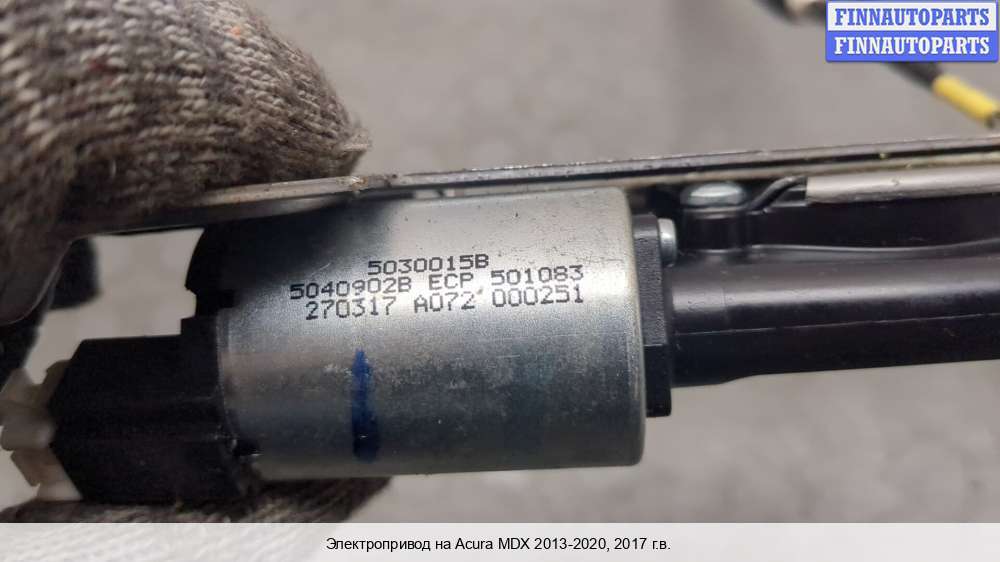 FINNAUTOPARTS
FINNAUTOPARTS
5030015B
5040902B ECP 501083
270317 A072 000251
Электропривод на Acura MDX 2013-2020, 2017 г.в.